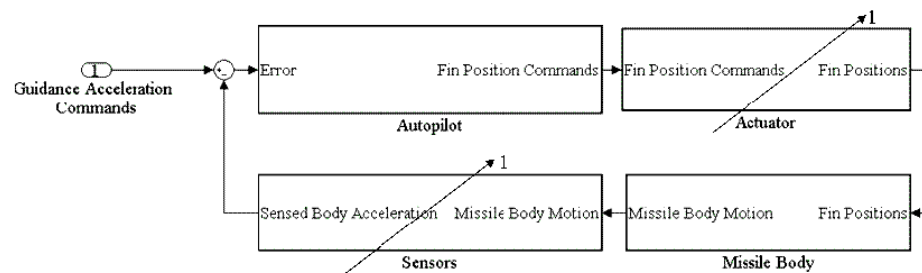 1
1
Error
Fin Position Commands
Fin Position Commands
Fin Positions
Guidance Acceleration
Commands
Autopilot
Actuator
1
Sensed Body Acceleration
Missile Body Motion
Missile Body Motion
Fin Positions
Sensors
Missile Body